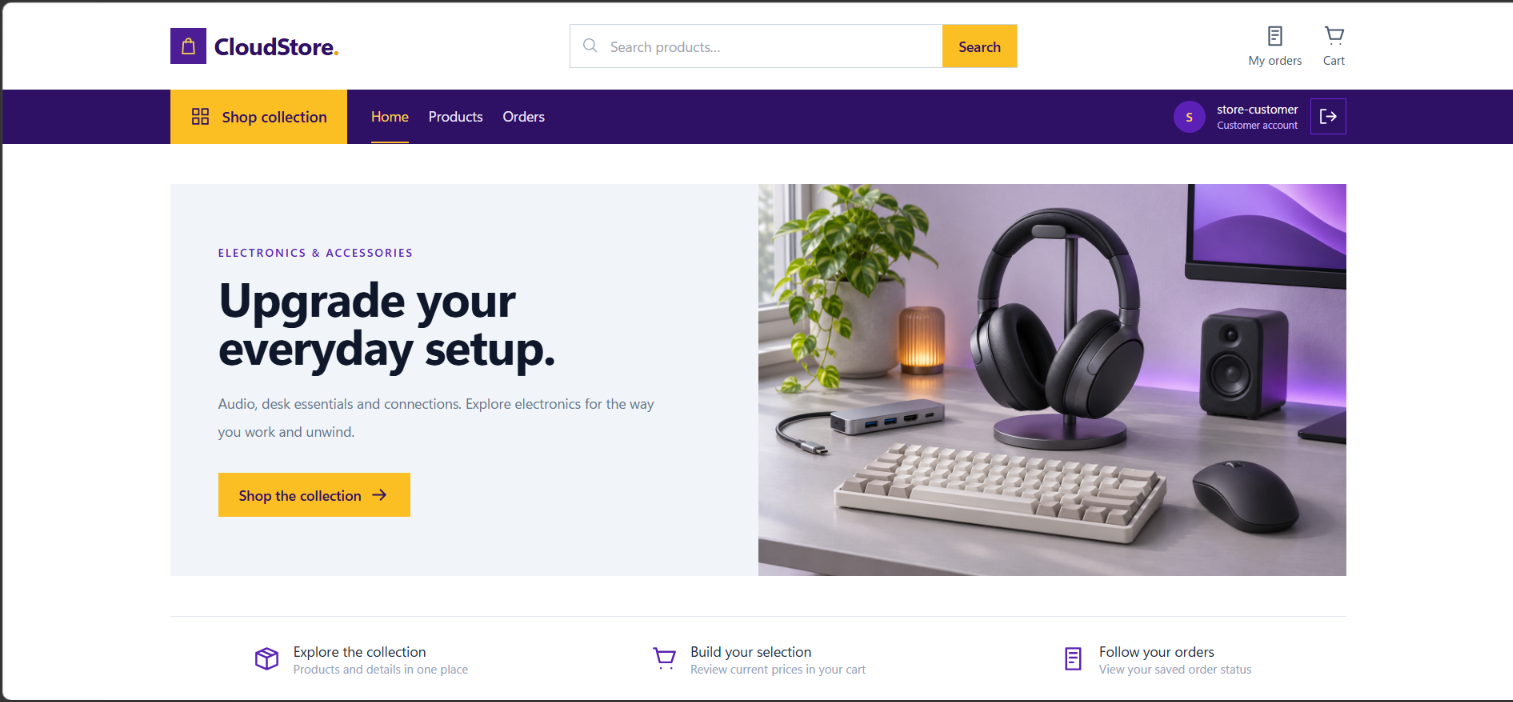 CloudStore.
Search products...
Search
My orders
Cart
Shop collection
Home
Products
Orders
S
store-customer
Customer account
ELECTRONICS & ACCESSORIES
Upgrade your
everyday setup.
Audio, desk essentials and connections. Explore electronics for the way
you work and unwind.
Shop the collection
Explore the collection
Products and details in one place
Build your selection
Review current prices in your cart
Follow your orders
View your saved order status